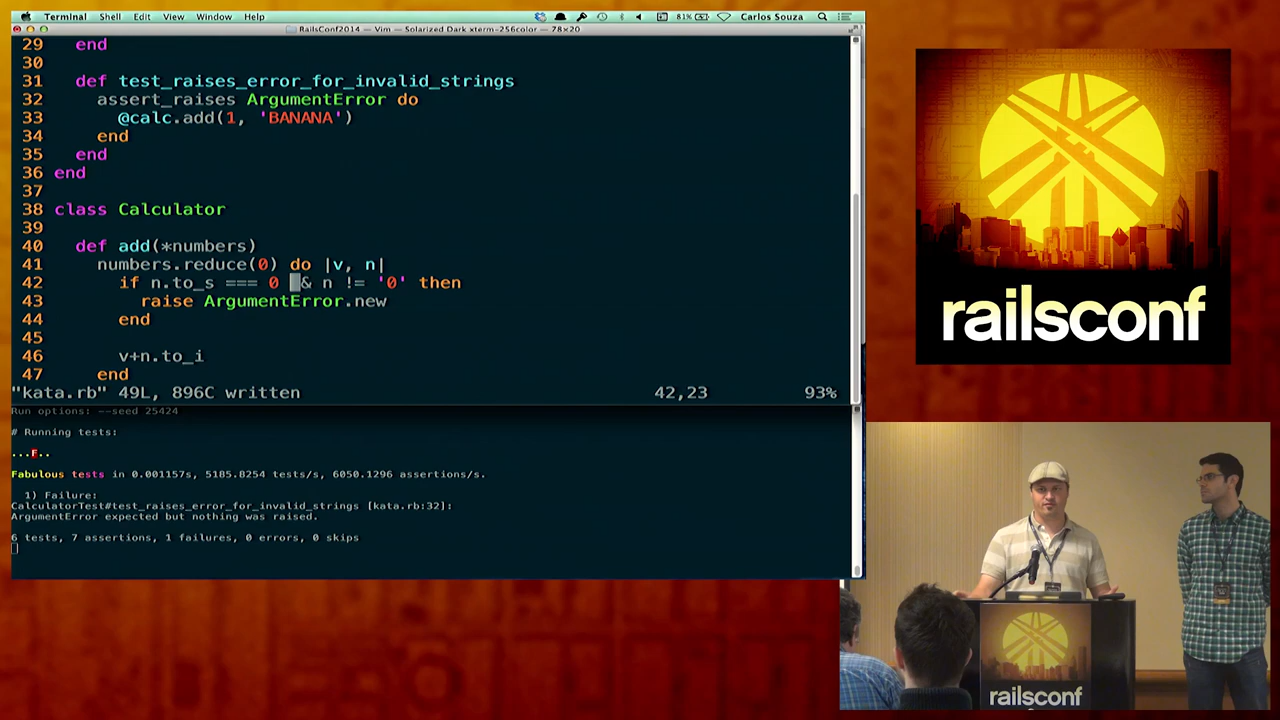 Terminal Shell Edit View Window Help 81% Carlos Souza
RailsConf2014 — Vim — Solarized Dark xterm-256color — 78×20
29 end
30
31 def test_raises_error_for_invalid_strings
32 assert_raises ArgumentError do
33 @calc.add(1, 'BANANA')
34 end
35 end
36 end
37
38 class Calculator
39
40 def add(*numbers)
41 numbers.reduce(0) do |v, n|
42 if n.to_s === 0 & n != '0' then
43 raise ArgumentError.new
44 end
45
46 v+n.to_i
47 end
"kata.rb" 49L, 896C written 42,23 93%
Run options: --seed 25424
# Running tests:
...F..
Fabulous tests in 0.001157s, 5185.8254 tests/s, 6050.1296 assertions/s.
1) Failure:
CalculatorTest#test_raises_error_for_invalid_strings [kata.rb:32]:
ArgumentError expected but nothing was raised.
6 tests, 7 assertions, 1 failures, 0 errors, 0 skips
railsconf
railsconf